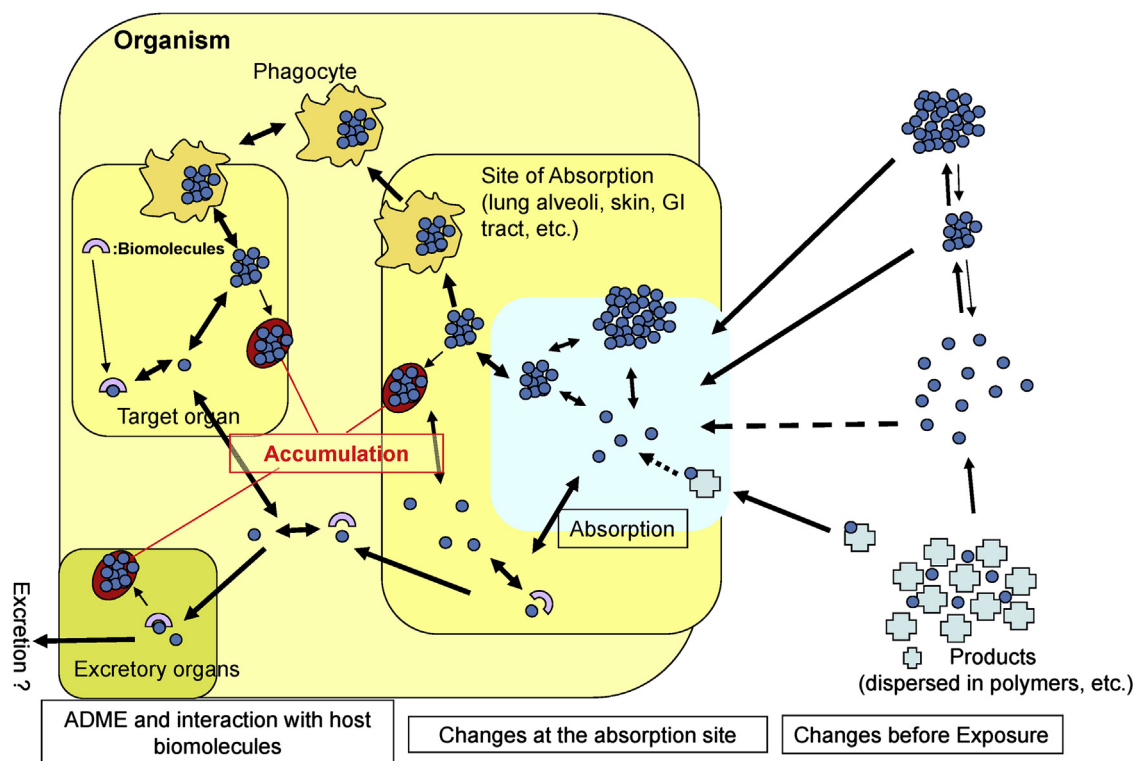 Organism
Phagocyte
Site of Absorption
(lung alveoli, skin, GI
tract, etc.)
:Biomolecules
Target organ
Accumulation
Absorption
Excretory organs
Excretion ?
Products
(dispersed in polymers, etc.)
ADME and interaction with host
biomolecules
Changes at the absorption site
Changes before Exposure